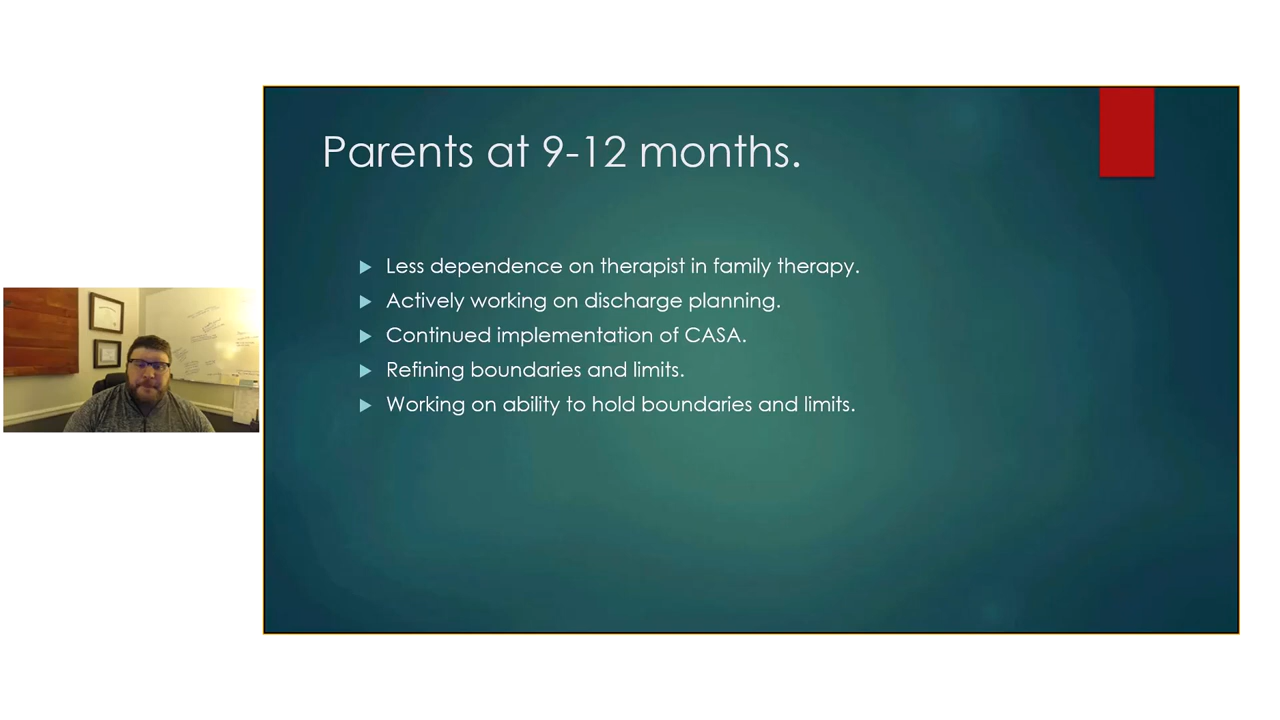 Parents at 9-12 months.
Less dependence on therapist in family therapy.
Actively working on discharge planning.
Continued implementation of CASA.
Refining boundaries and limits.
Working on ability to hold boundaries and limits.